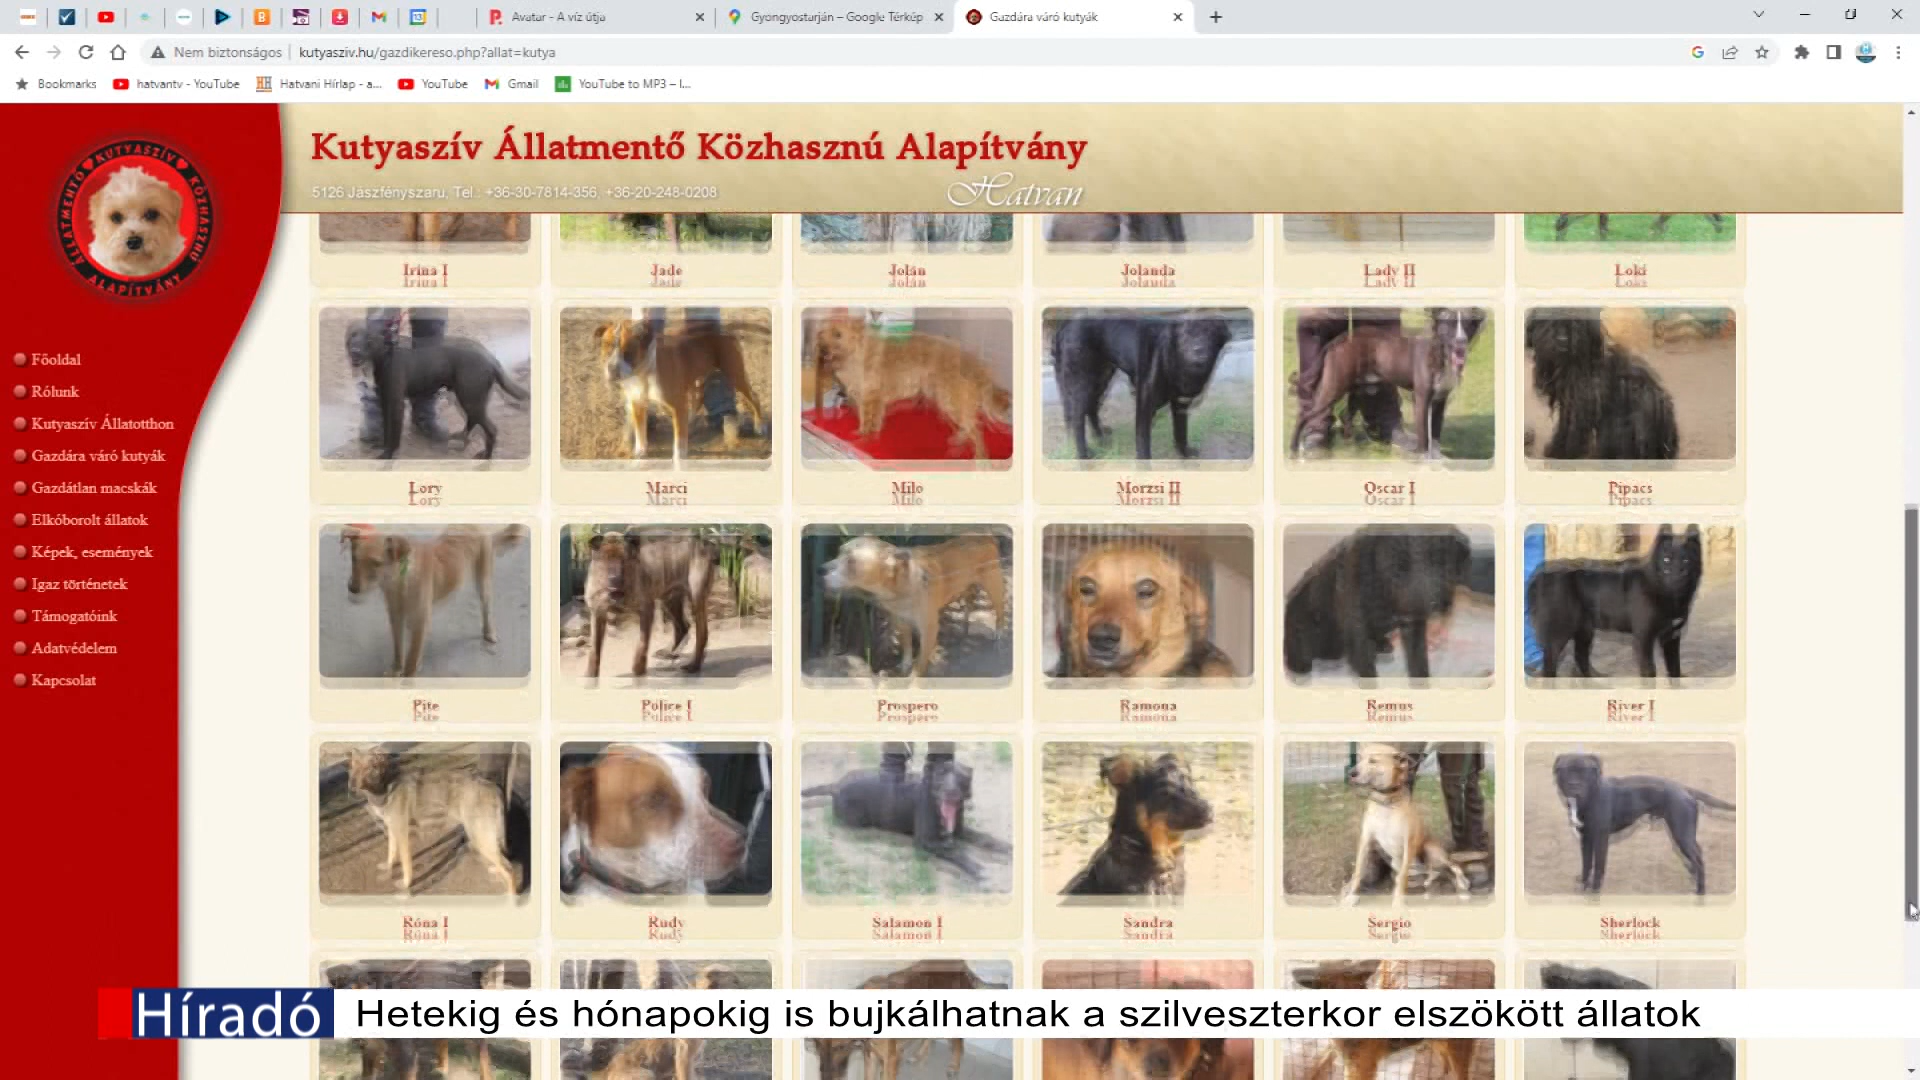 Avatar - A víz útja
Gyöngyöstarján – Google Térkép
Gazdára váró kutyák
Nem biztonságos
kutyasziv.hu/gazdikereso.php?allat=kutya
Bookmarks
hatvantv - YouTube
Hatvani Hírlap - a...
YouTube
Gmail
YouTube to MP3 – I...
KUTYASZÍV KÖZHASZNÚ
ÁLLATMENTŐ ALAPÍTVÁNY
Kutyaszív Állatmentő Közhasznú Alapítvány
5126 Jászfényszaru, Tel.: +36-30-7814-356, +36-20-248-0208
Hatvan
Főoldal
Rólunk
Kutyaszív Állatotthon
Gazdára váró kutyák
Gazdátlan macskák
Elkóborolt állatok
Képek, események
Igaz történetek
Támogatóink
Adatvédelem
Kapcsolat
Irina I
Jade
Jolán
Jolanda
Lady II
Loki
Lory
Marci
Milo
Morzsi II
Oscar I
Pipacs
Pite
Police I
Prospero
Ramona
Remus
River I
Róna I
Rudy
Salamon I
Sandra
Sergio
Sherlock
Híradó
Hetekig és hónapokig is bujkálhatnak a szilveszterkor elszökött állatok